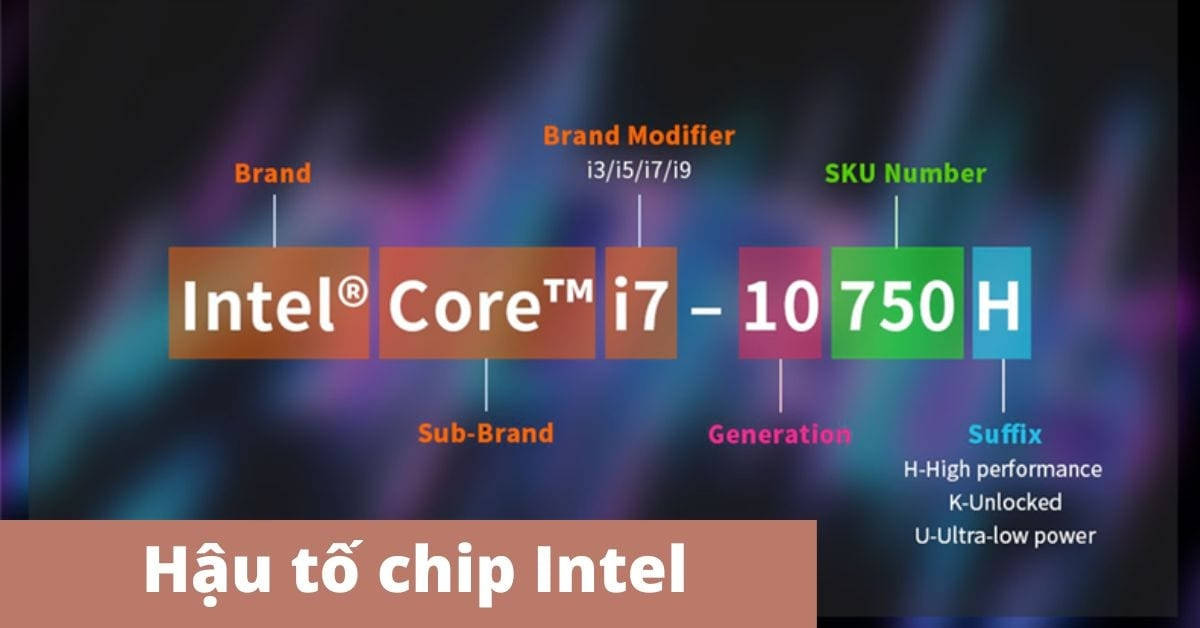 Brand Modifier
i3/i5/i7/i9
Brand
SKU Number
Intel® Core™ i7 – 10 750 H
Sub-Brand
Generation
Suffix
H-High performance
K-Unlocked
U-Ultra-low power
Hậu tố chip Intel